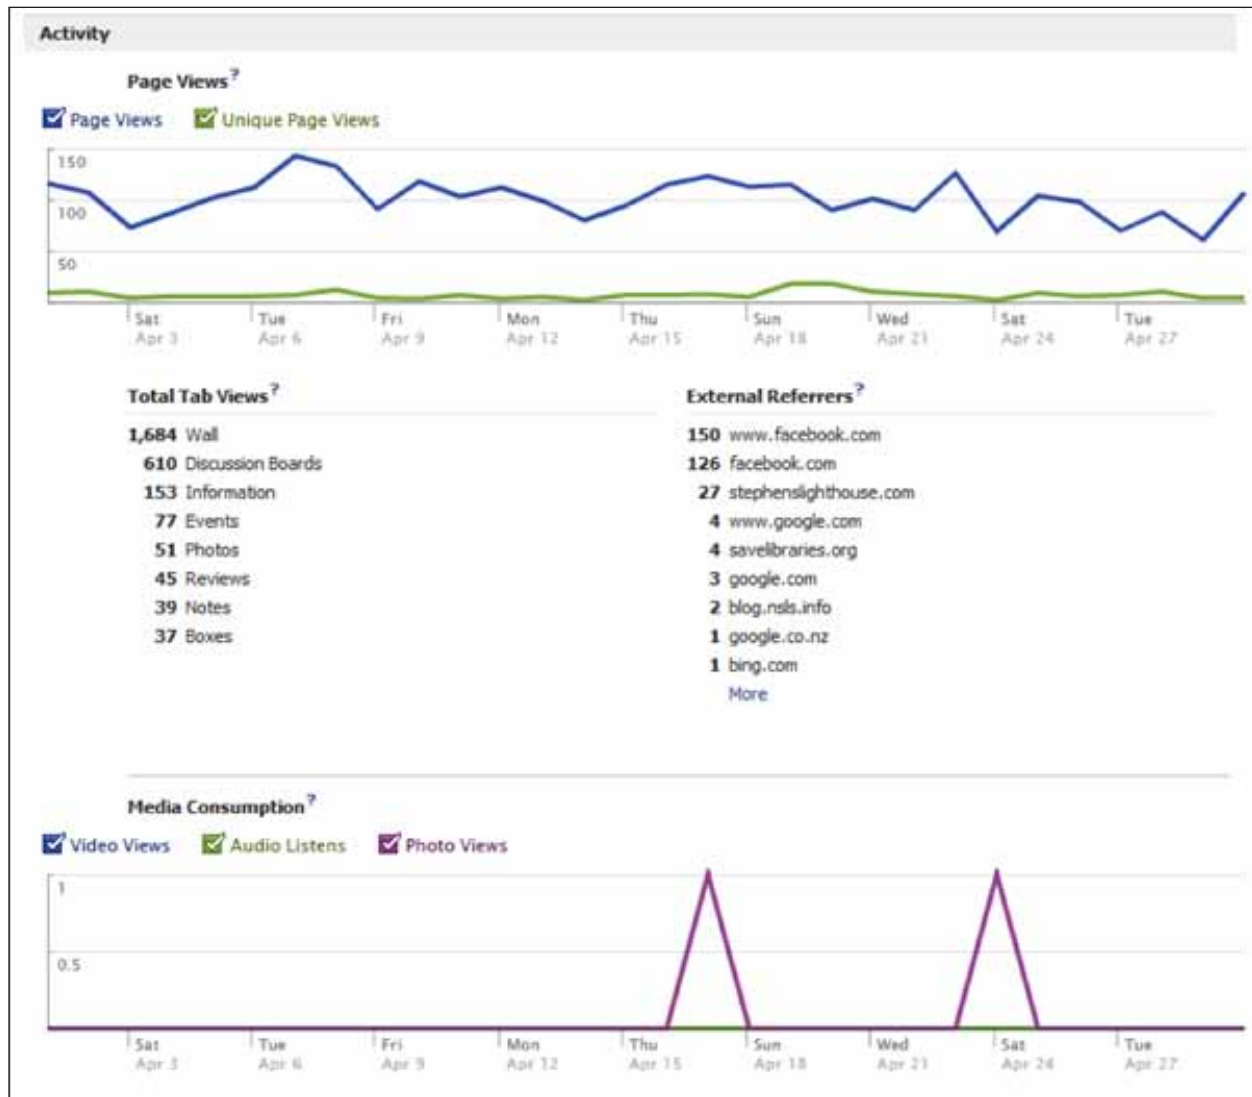 Activity
Page Views?
Page Views Unique Page Views
150
100
50
Sat Tue Fri Mon Thu Sun Wed Sat Tue
Apr 3 Apr 6 Apr 9 Apr 12 Apr 15 Apr 18 Apr 21 Apr 24 Apr 27
Total Tab Views?
1,684 Wall
610 Discussion Boards
153 Information
77 Events
51 Photos
45 Reviews
39 Notes
37 Boxes
External Referrers?
150 www.facebook.com
126 facebook.com
27 stephenslighthouse.com
4 www.google.com
4 savelibraries.org
3 google.com
2 blog.nsls.info
1 google.co.nz
1 bing.com
More
Media Consumption?
Video Views Audio Listens Photo Views
1
0.5
Sat Tue Fri Mon Thu Sun Wed Sat Tue
Apr 3 Apr 6 Apr 9 Apr 12 Apr 15 Apr 18 Apr 21 Apr 24 Apr 27